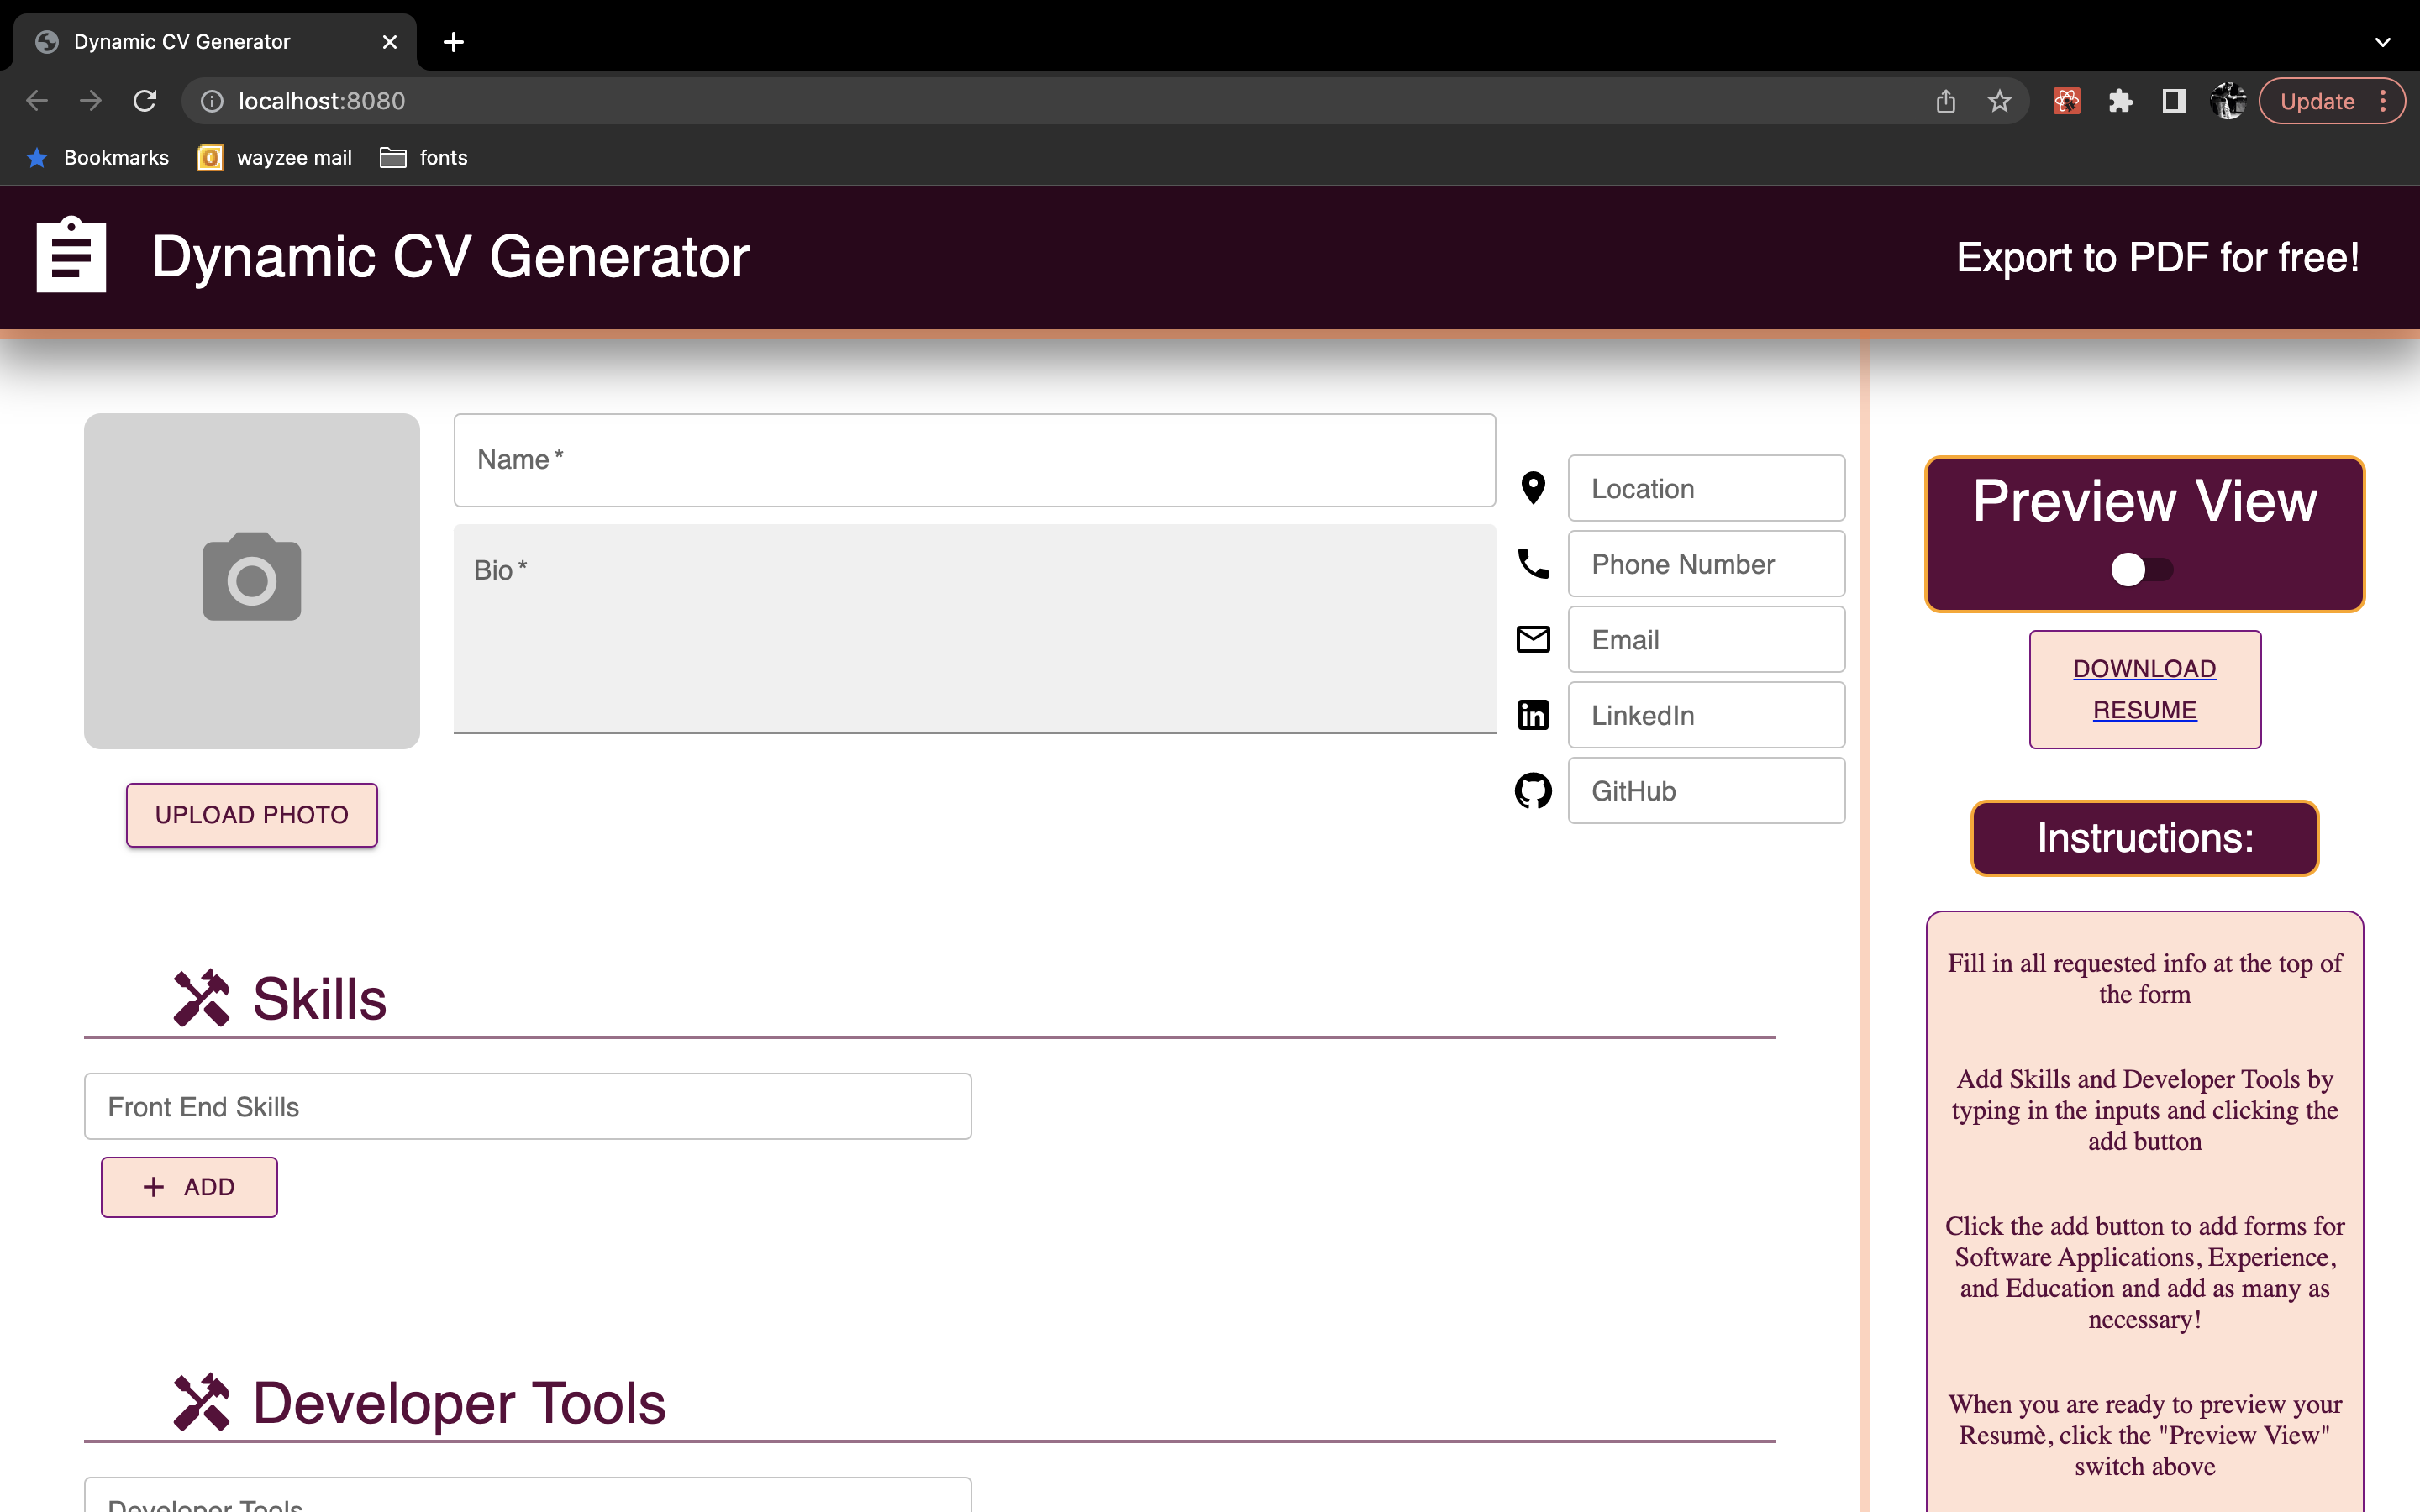 Dynamic CV Generator
localhost:8080
Update
Bookmarks
wayzee mail
fonts
Dynamic CV Generator
Export to PDF for free!
Name *
Bio *
UPLOAD PHOTO
Location
Phone Number
Email
LinkedIn
GitHub
Skills
Front End Skills
+ ADD
Developer Tools
Developer Tools
Preview View
DOWNLOAD
RESUME
Instructions:
Fill in all requested info at the top of
the form
Add Skills and Developer Tools by
typing in the inputs and clicking the
add button
Click the add button to add forms for
Software Applications, Experience,
and Education and add as many as
necessary!
When you are ready to preview your
Resumè, click the "Preview View"
switch above